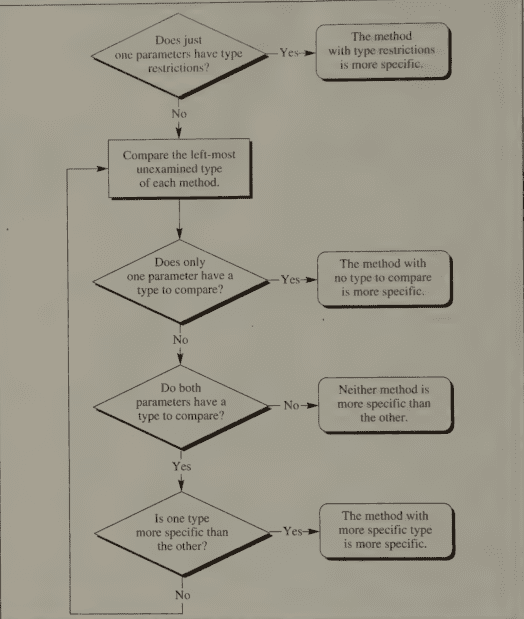 Does just
one parameters have type
restrictions?
Yes
The method
with type restrictions
is more specific.
No
Compare the left-most
unexamined type
of each method.
Does only
one parameter have a
type to compare?
Yes
The method with
no type to compare
is more specific.
No
Do both
parameters have a
type to compare?
No
Neither method is
more specific than
the other.
Yes
Is one type
more specific than
the other?
Yes
The method with
more specific type
is more specific.
No